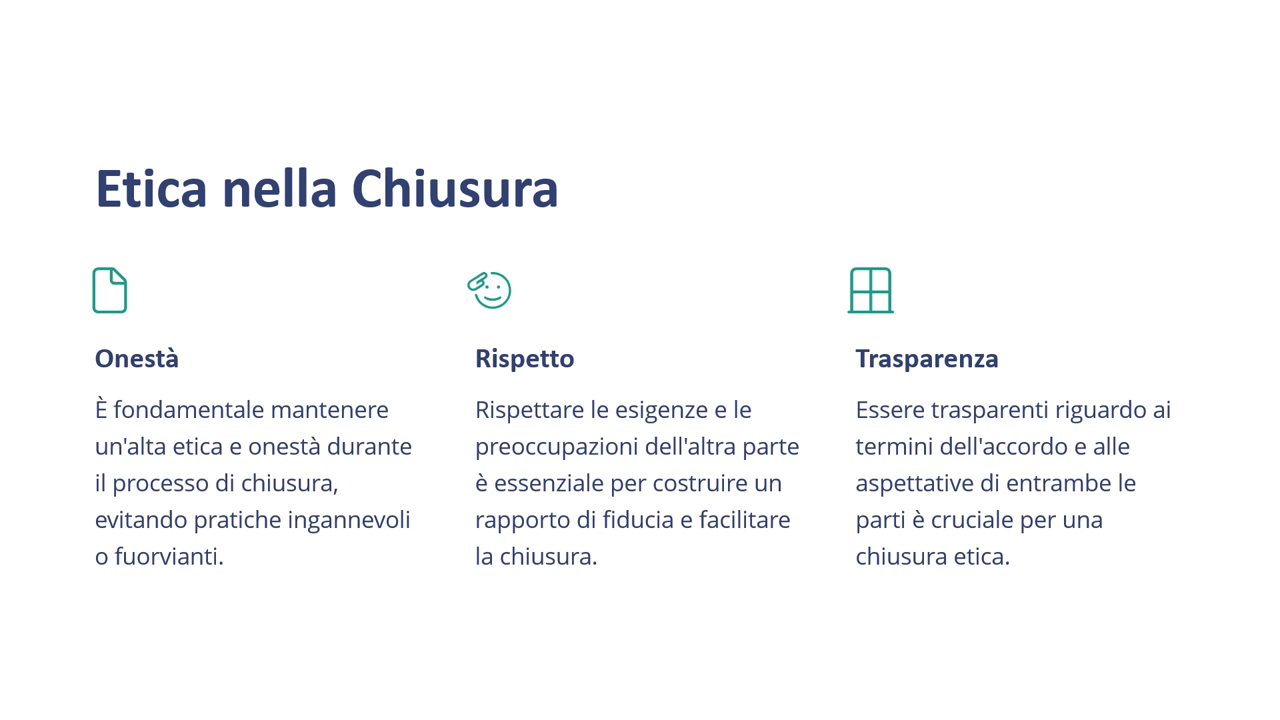 Etica nella Chiusura
Onestà
È fondamentale mantenere
un'alta etica e onestà durante
il processo di chiusura,
evitando pratiche ingannevoli
o fuorvianti.
Rispetto
Rispettare le esigenze e le
preoccupazioni dell'altra parte
è essenziale per costruire un
rapporto di fiducia e facilitare
la chiusura.
Trasparenza
Essere trasparenti riguardo ai
termini dell'accordo e alle
aspettative di entrambe le
parti è cruciale per una
chiusura etica.